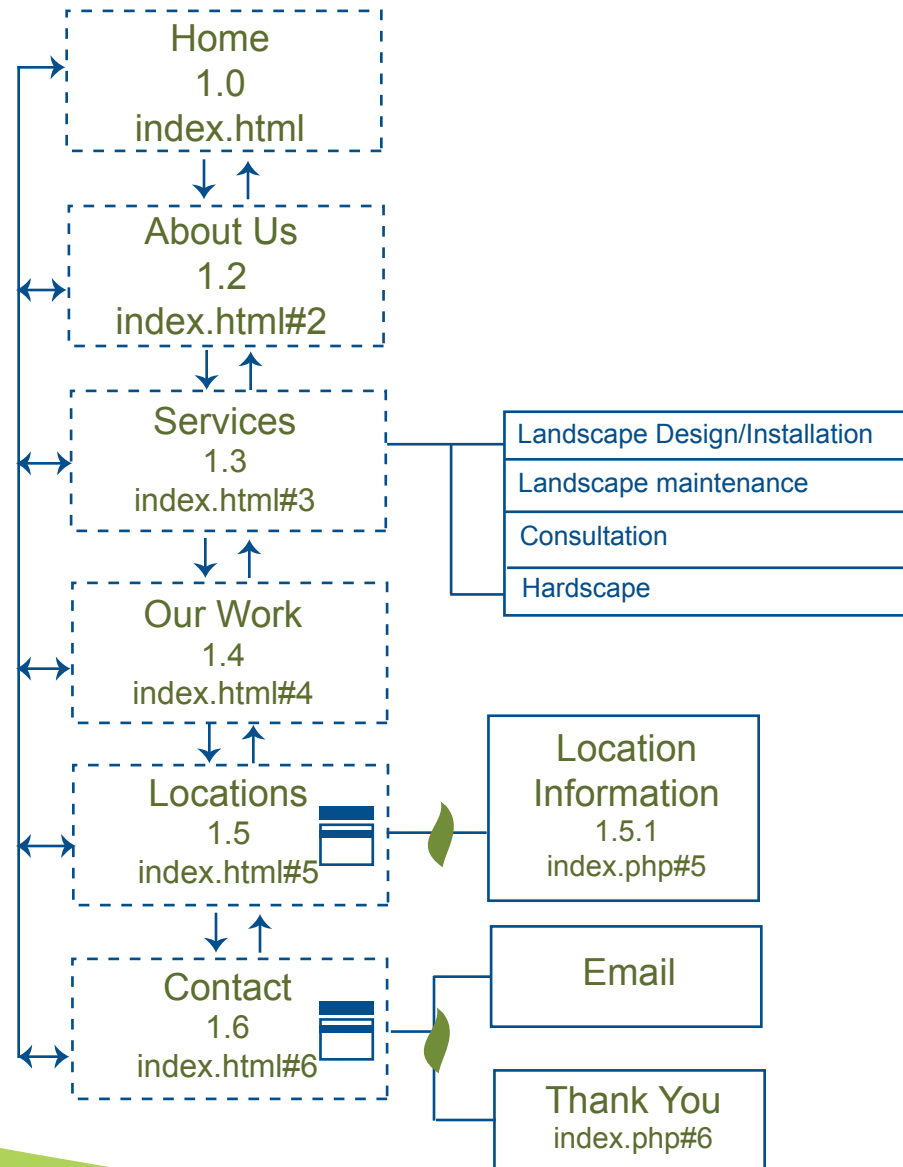 Home
1.0
index.html
About Us
1.2
index.html#2
Services
1.3
index.html#3
Landscape Design/Installation
Landscape maintenance
Consultation
Hardscape
Our Work
1.4
index.html#4
Locations
1.5
index.html#5
Location
Information
1.5.1
index.php#5
Contact
1.6
index.html#6
Email
Thank You
index.php#6